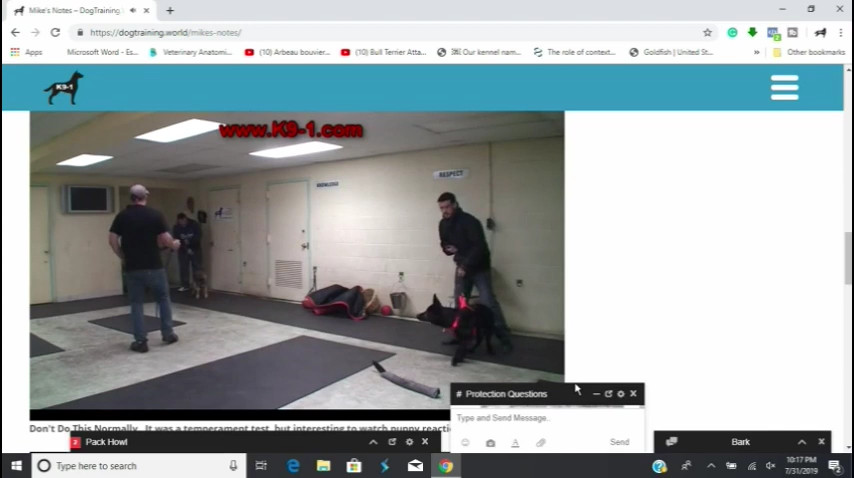 Mike's Notes – DogTraining.
https://dogtraining.world/mikes-notes/
Apps
Microsoft Word - Es...
Veterinary Anatomi...
(10) Arbeau bouvier...
(10) Bull Terrier Atta...
Our kennel nam...
The role of context...
Goldfish | United St...
»
Other bookmarks
K9-1
www.K9-1.com
KNOWLEDGE
RESPECT
Don't Do This Normally. It was a temperament test, but interesting to watch puppy reacti
# Protection Questions
Type and Send Message..
Send
2 Pack Howl
Bark
Type here to search
10:17 PM
7/31/2019
2